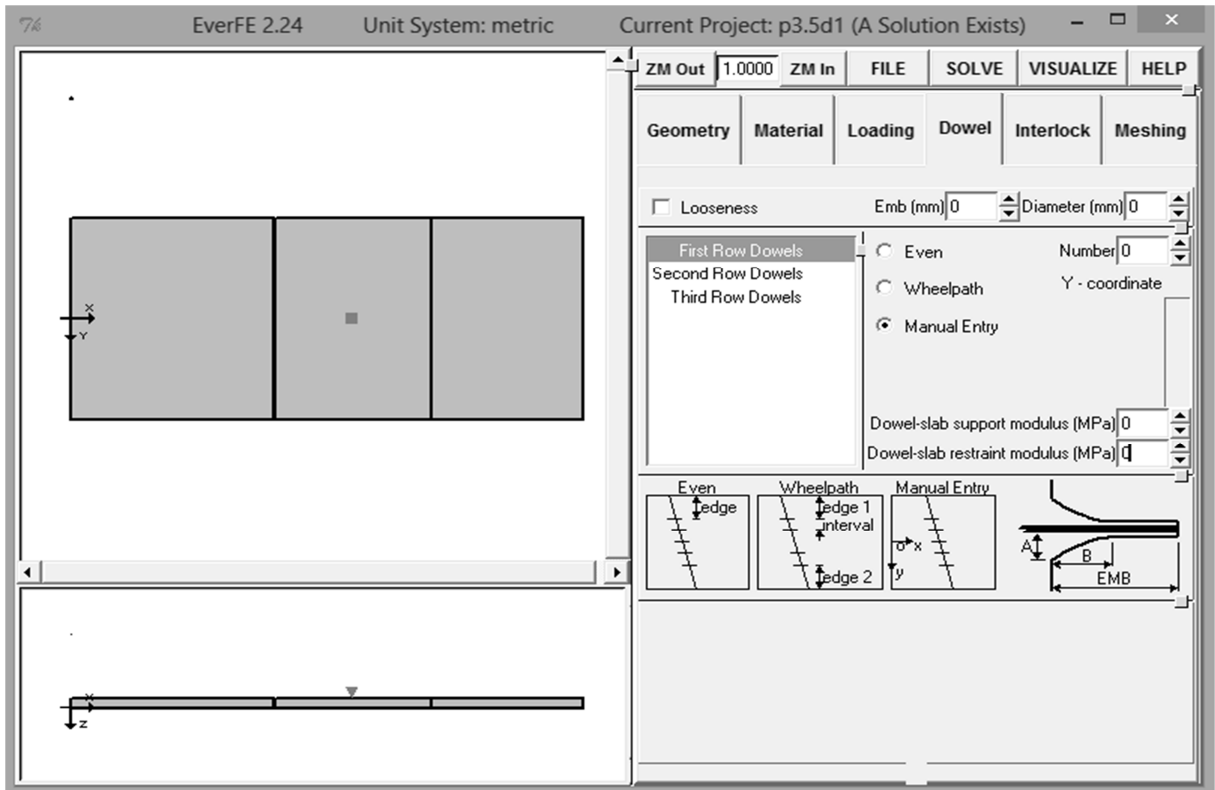 EverFE 2.24 Unit System: metric Current Project: p3.5d1 (A Solution Exists)
ZM Out 1.0000 ZM In FILE SOLVE VISUALIZE HELP
Geometry Material Loading Dowel Interlock Meshing
Looseness Emb (mm) 0 Diameter (mm) 0
First Row Dowels
Second Row Dowels
Third Row Dowels
Even Number 0
Wheelpath Y - coordinate
Manual Entry
Dowel-slab support modulus (MPa) 0
Dowel-slab restraint modulus (MPa) 0
Even Wheelpath Manual Entry
edge edge 1
interval
edge 2
o x
y
A
B
EMB
X
Y
X
Z